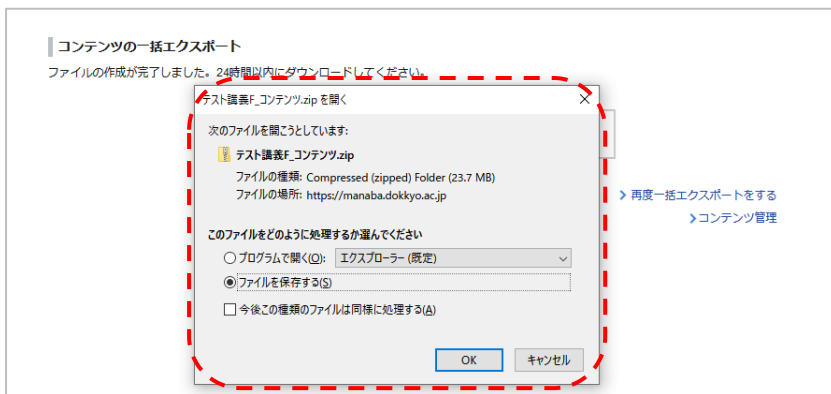 コンテンツの一括エクスポート
ファイルの作成が完了しました。24時間以内にダウンロードしてください。
テスト講義F_コンテンツ.zip を開く
次のファイルを開こうとしています:
テスト講義F_コンテンツ.zip
ファイルの種類: Compressed (zipped) Folder (23.7 MB)
ファイルの場所: https://manaba.dokkyo.ac.jp
再度一括エクスポートをする
コンテンツ管理
このファイルをどのように処理するか選んでください
プログラムで開く(O): エクスプローラー (既定)
ファイルを保存する(S)
今後この種類のファイルは同様に処理する(A)
OK キャンセル